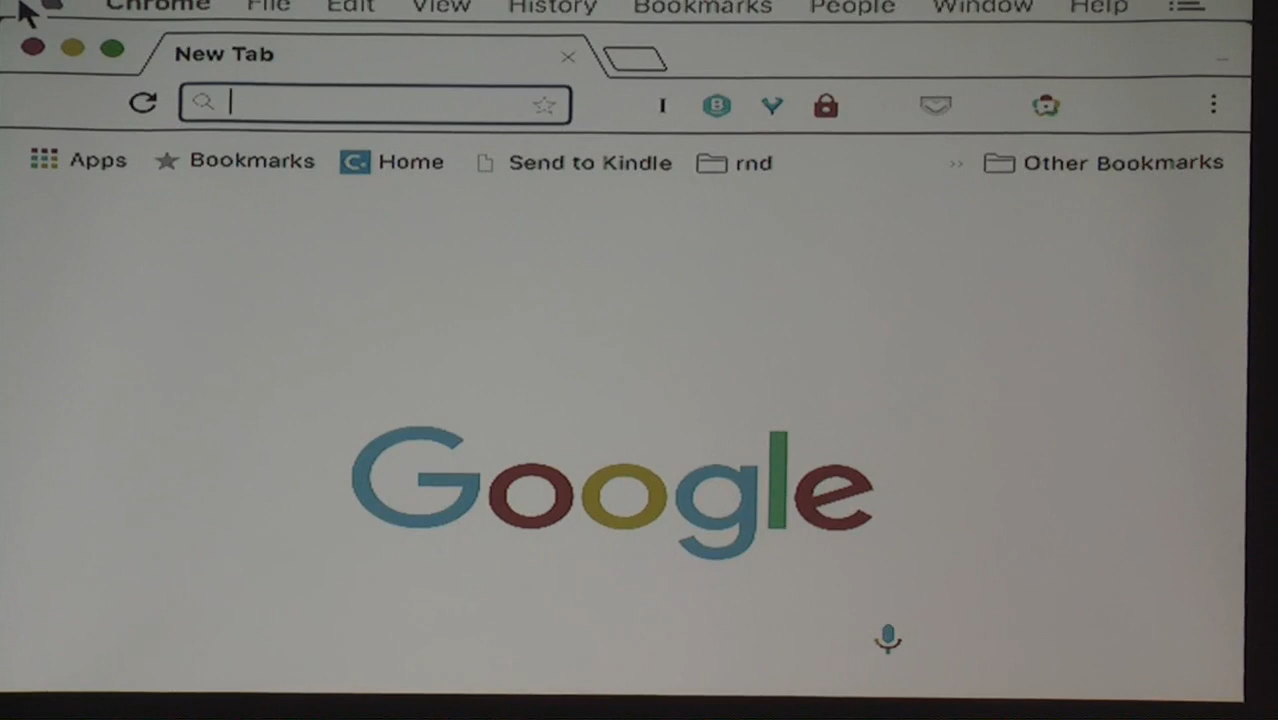 Chrome File Edit View History Bookmarks People Window Help
New Tab
Apps Bookmarks C. Home Send to Kindle rnd >> Other Bookmarks
Google